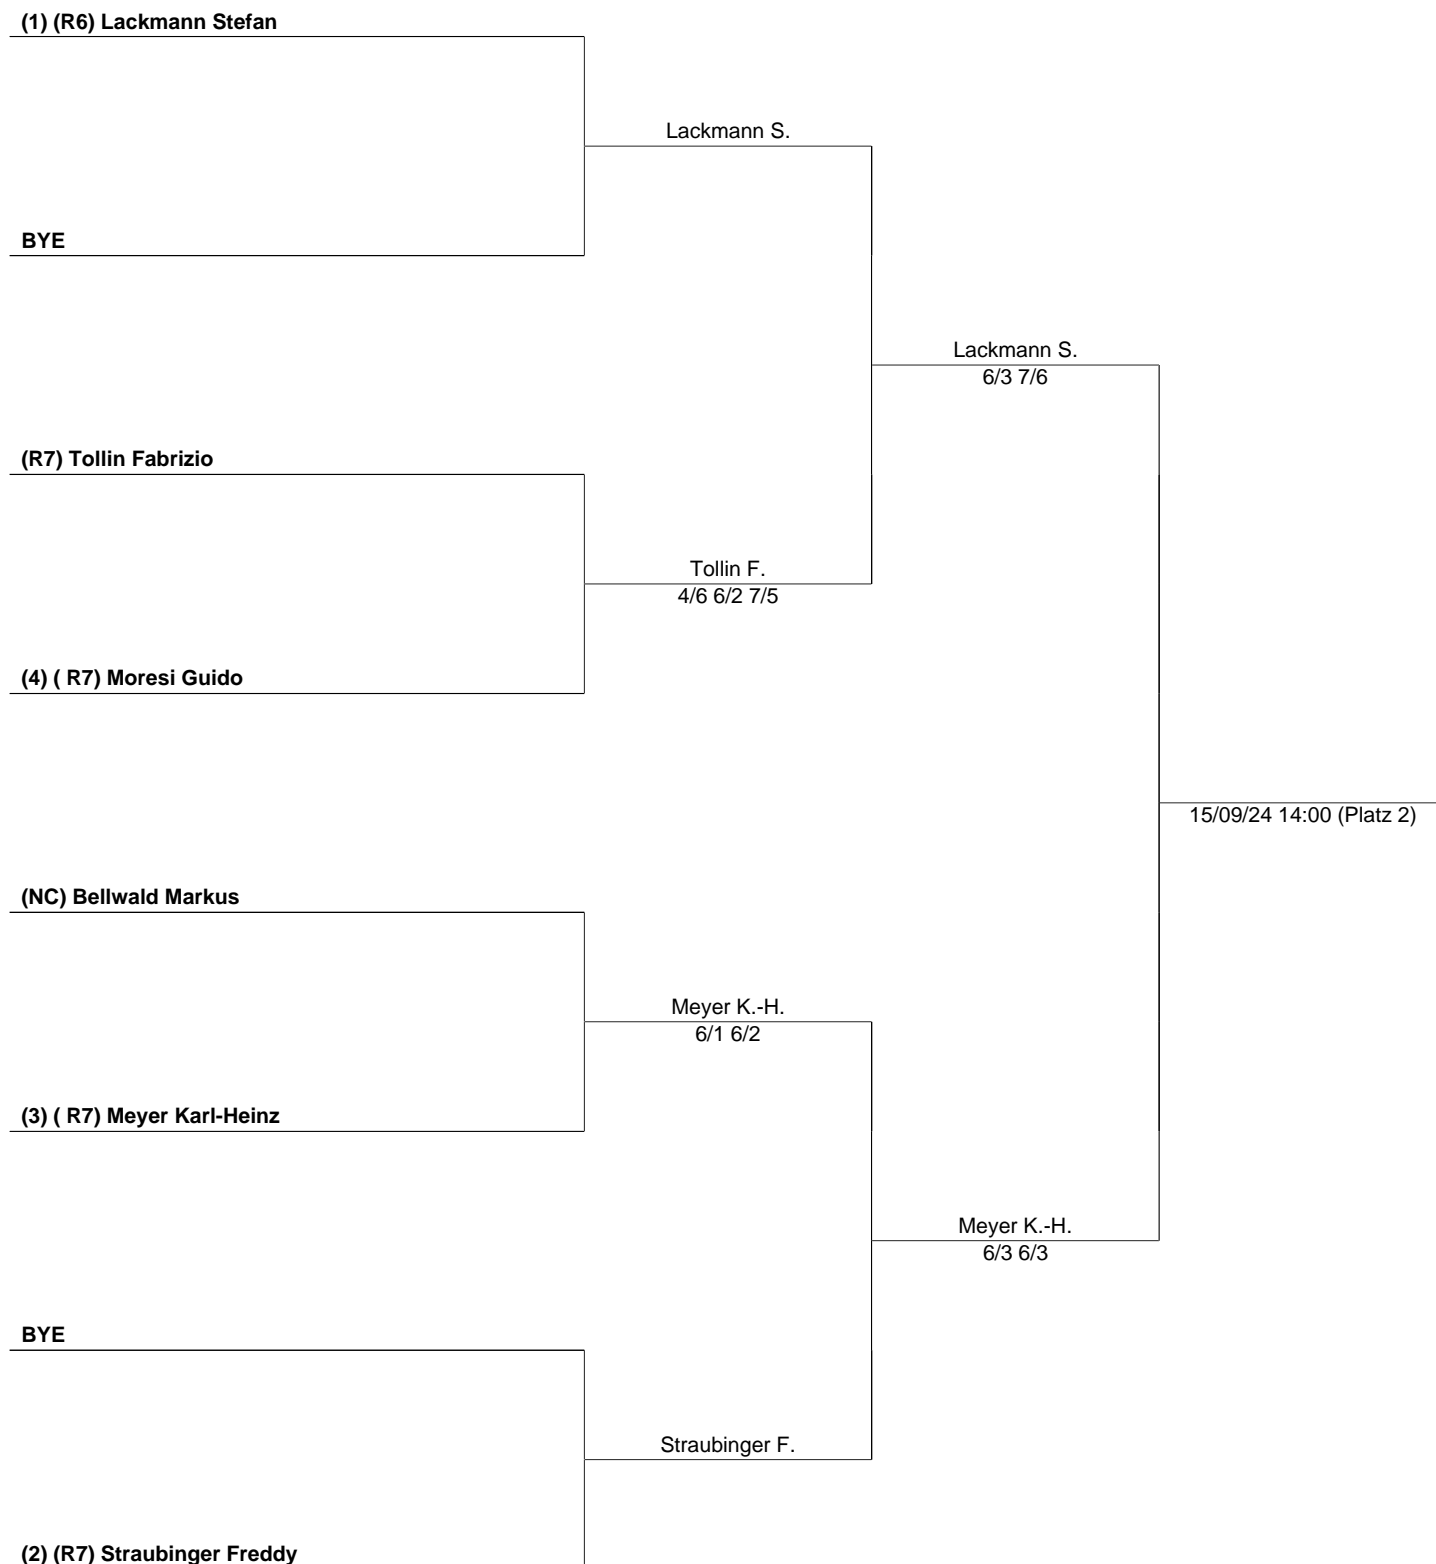 (1) (R6) Lackmann Stefan
Lackmann S.
BYE
Lackmann S.
6/3 7/6
(R7) Tollin Fabrizio
Tollin F.
4/6 6/2 7/5
(4) ( R7) Moresi Guido
15/09/24 14:00 (Platz 2)
(NC) Bellwald Markus
Meyer K.-H.
6/1 6/2
(3) ( R7) Meyer Karl-Heinz
Meyer K.-H.
6/3 6/3
BYE
Straubinger F.
(2) (R7) Straubinger Freddy